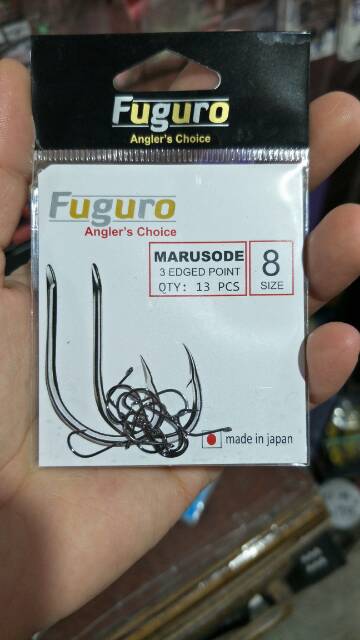 Fuguro
Angler's Choice
Fuguro
Angler's Choice
MARUSODE
3 EDGED POINT
QTY: 13 PCS
8
SIZE
made in japan